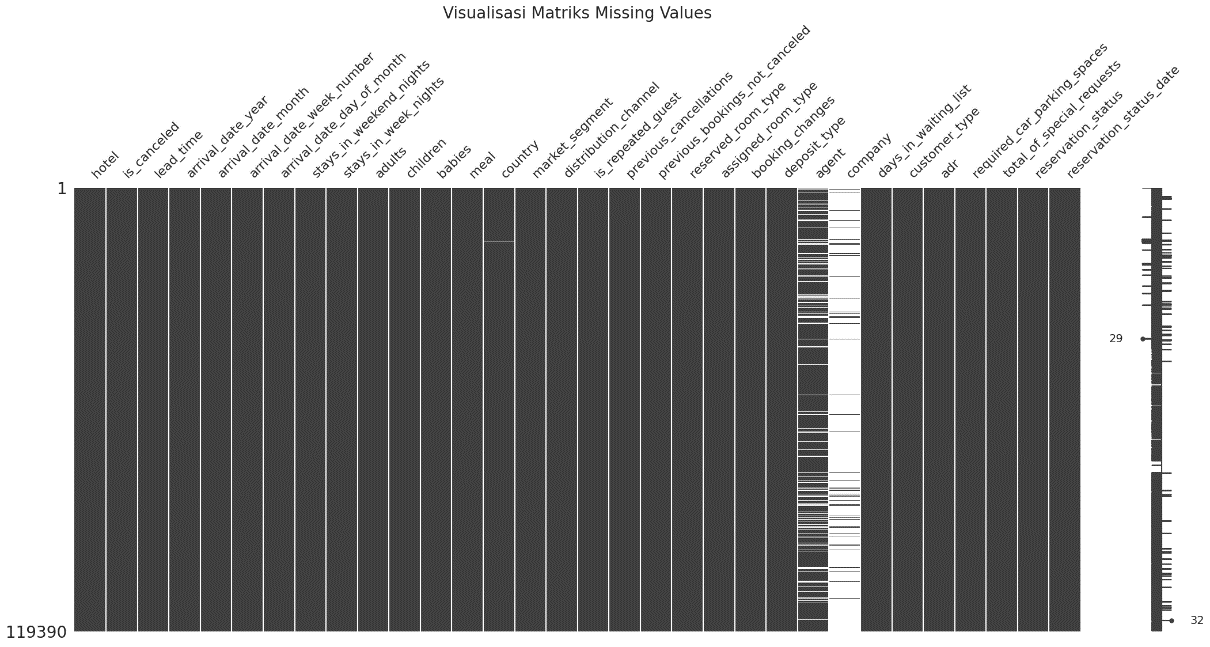 Visualisasi Matriks Missing Values
hotel
is_canceled
lead_time
arrival_date_year
arrival_date_month
arrival_date_week_number
arrival_date_day_of_month
stays_in_weekend_nights
stays_in_week_nights
adults
children
babies
meal
country
market_segment
distribution_channel
is_repeated_guest
previous_cancellations
previous_bookings_not_canceled
reserved_room_type
assigned_room_type
booking_changes
deposit_type
agent
company
days_in_waiting_list
customer_type
adr
required_car_parking_spaces
total_of_special_requests
reservation_status
reservation_status_date
1
29
32
119390